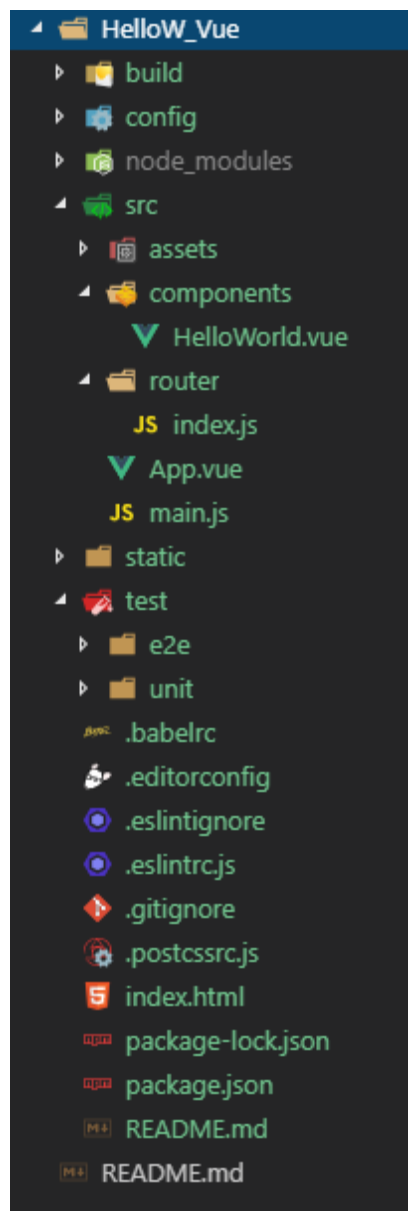 HelloW_Vue
build
config
node_modules
src
assets
components
HelloWorld.vue
router
JS index.js
App.vue
JS main.js
static
test
e2e
unit
.babelrc
.editorconfig
.eslintignore
.eslintrc.js
.gitignore
.postcssrc.js
index.html
npm package-lock.json
npm package.json
M↓ README.md
M↓ README.md